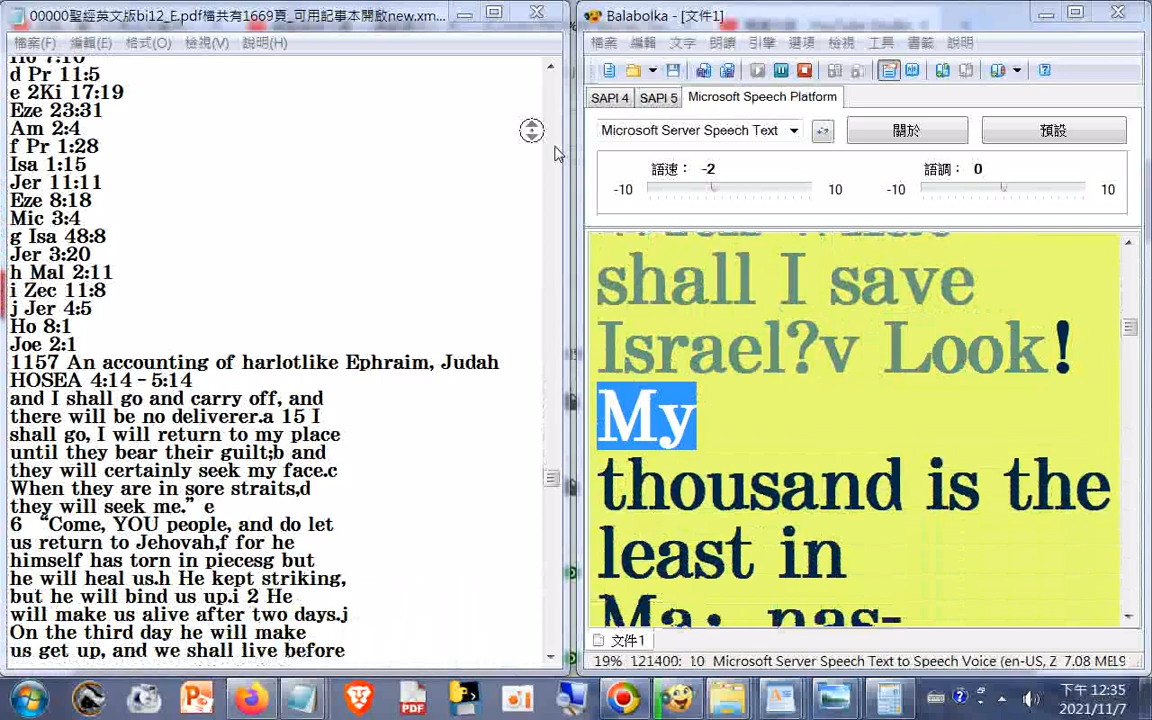 00000聖經英文版bi12_E.pdf檔共有1669頁_可用記事本開啟new.xm...
檔案(F) 編輯(E) 格式(O) 檢視(V) 說明(H)
Ho 7:10
d Pr 11:5
e 2Ki 17:19
Eze 23:31
Am 2:4
f Pr 1:28
Isa 1:15
Jer 11:11
Eze 8:18
Mic 3:4
g Isa 48:8
Jer 3:20
h Mal 2:11
i Zec 11:8
j Jer 4:5
Ho 8:1
Joe 2:1
1157 An accounting of harlotlike Ephraim, Judah
HOSEA 4:14-5:14
and I shall go and carry off, and
there will be no deliverer.a 15 I
shall go, I will return to my place
until they bear their guilt;b and
they will certainly seek my face.c
When they are in sore straits,d
they will seek me.” e
6 “Come, YOU people, and do let
us return to Jehovah,f for he
himself has torn in piecesg but
he will heal us.h He kept striking,
but he will bind us up.i 2 He
will make us alive after two days.j
On the third day he will make
us get up, and we shall live before
Balabolka - [文件1]
檔案 編輯 文字 朗讀 引擎 選項 檢視 工具 書籤 說明
SAPI 4 SAPI 5 Microsoft Speech Platform
Microsoft Server Speech Text 關於 預設
語速： -2 語調： 0
-10 10 -10 10
shall I save
Israel?v Look!
My
thousand is the
least in
Ma· nas-
文件1
19% 121400: 10 Microsoft Server Speech Text to Speech Voice (en-US, Z 7.08 MEL9
PDF
下午 12:35
2021/11/7